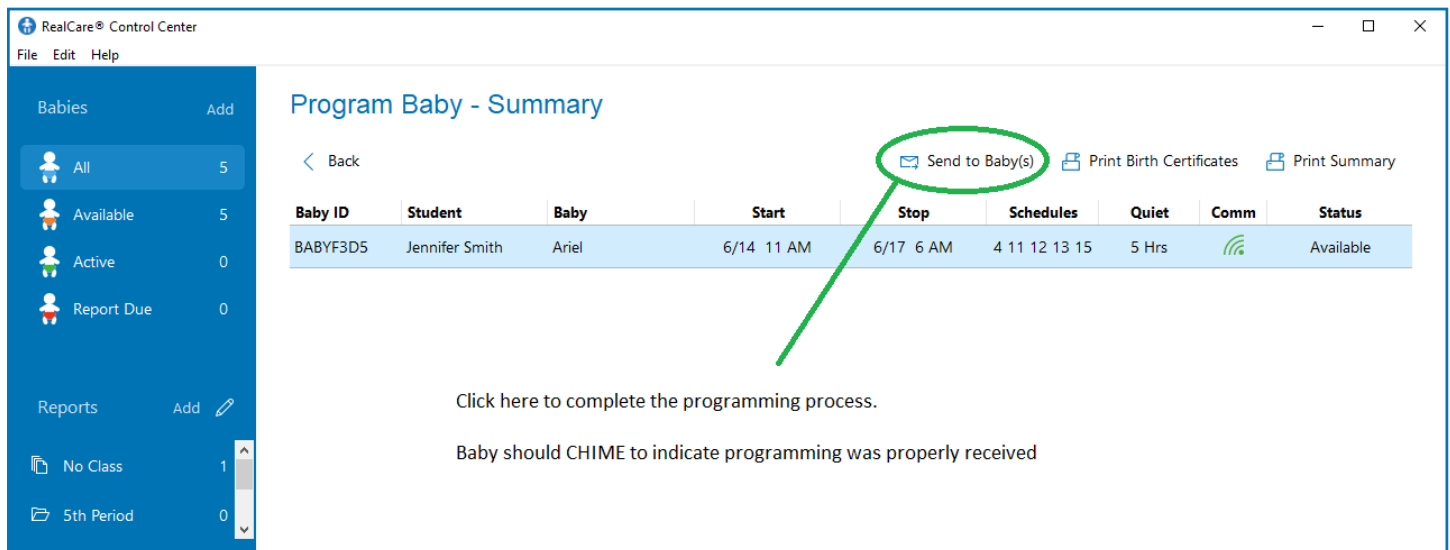 RealCare® Control Center
File Edit Help
Babies Add
All 5
Available 5
Active 0
Report Due 0
Reports Add
No Class 1
5th Period 0
Program Baby - Summary
Back
Send to Baby(s) Print Birth Certificates Print Summary
Baby ID Student Baby Start Stop Schedules Quiet Comm Status
BABYF3D5 Jennifer Smith Ariel 6/14 11 AM 6/17 6 AM 4 11 12 13 15 5 Hrs Available
Click here to complete the programming process.
Baby should CHIME to indicate programming was properly received